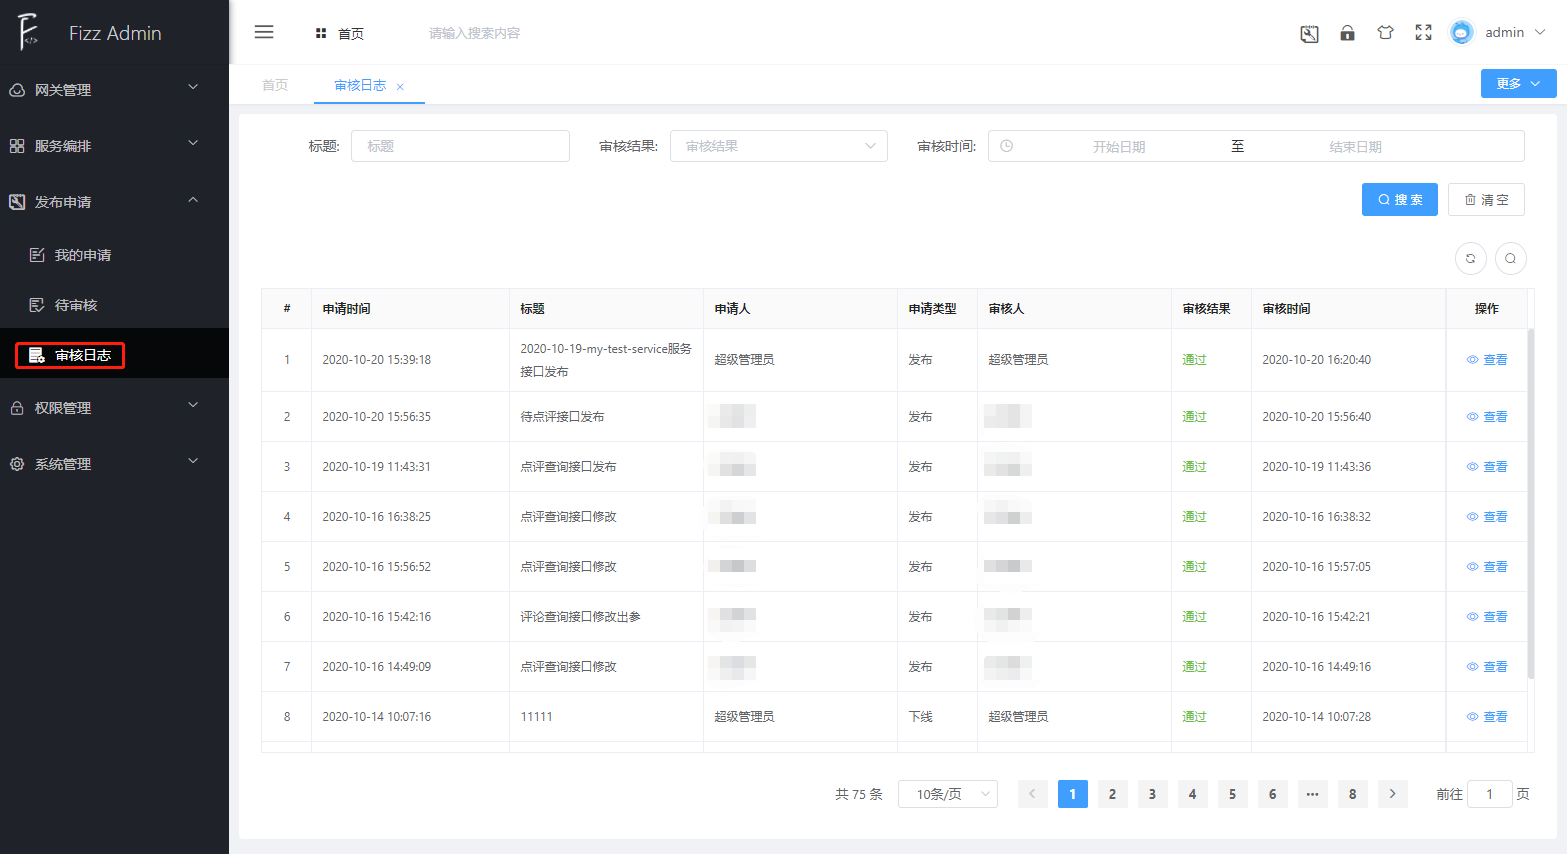 Fizz Admin
首页
请输入搜索内容
admin
首页
审核日志 ×
更多
网关管理
服务编排
发布申请
我的申请
待审核
审核日志
权限管理
系统管理
标题: 标题
审核结果: 审核结果
审核时间: 开始日期 至 结束日期
搜 索
清 空
# 申请时间 标题 申请人 申请类型 审核人 审核结果 审核时间 操作
1 2020-10-20 15:39:18 2020-10-19-my-test-service服务 超级管理员 发布 超级管理员 通过 2020-10-20 16:20:40 查看
接口发布
2 2020-10-20 15:56:35 待点评接口发布 发布 通过 2020-10-20 15:56:40 查看
3 2020-10-19 11:43:31 点评查询接口发布 发布 通过 2020-10-19 11:43:36 查看
4 2020-10-16 16:38:25 点评查询接口修改 发布 通过 2020-10-16 16:38:32 查看
5 2020-10-16 15:56:52 点评查询接口修改 发布 通过 2020-10-16 15:57:05 查看
6 2020-10-16 15:42:16 评论查询接口修改出参 发布 通过 2020-10-16 15:42:21 查看
7 2020-10-16 14:49:09 点评查询接口修改 发布 通过 2020-10-16 14:49:16 查看
8 2020-10-14 10:07:16 11111 超级管理员 下线 超级管理员 通过 2020-10-14 10:07:28 查看
共 75 条 10条/页 < 1 2 3 4 5 6 ··· 8 > 前往 1 页